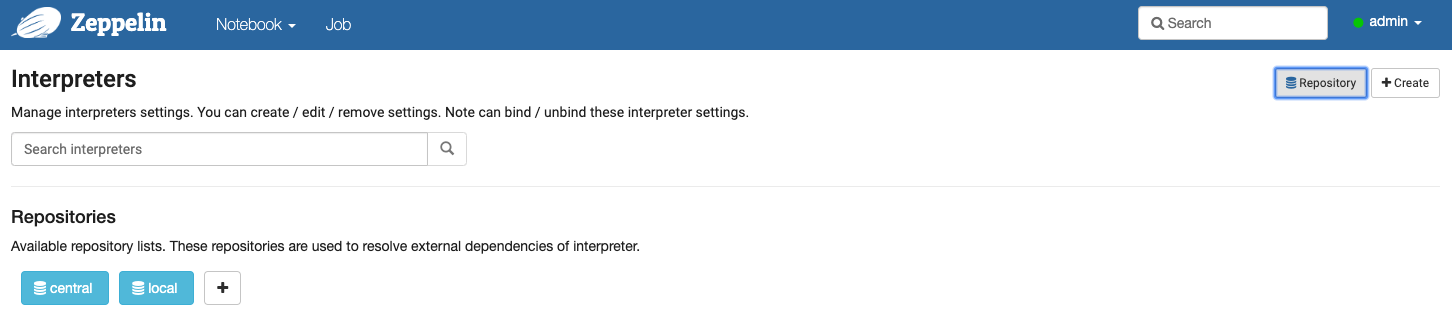 Zeppelin Notebook Job Search admin
Interpreters
Repository Create
Manage interpreters settings. You can create / edit / remove settings. Note can bind / unbind these interpreter settings.
Search interpreters
Repositories
Available repository lists. These repositories are used to resolve external dependencies of interpreter.
central local